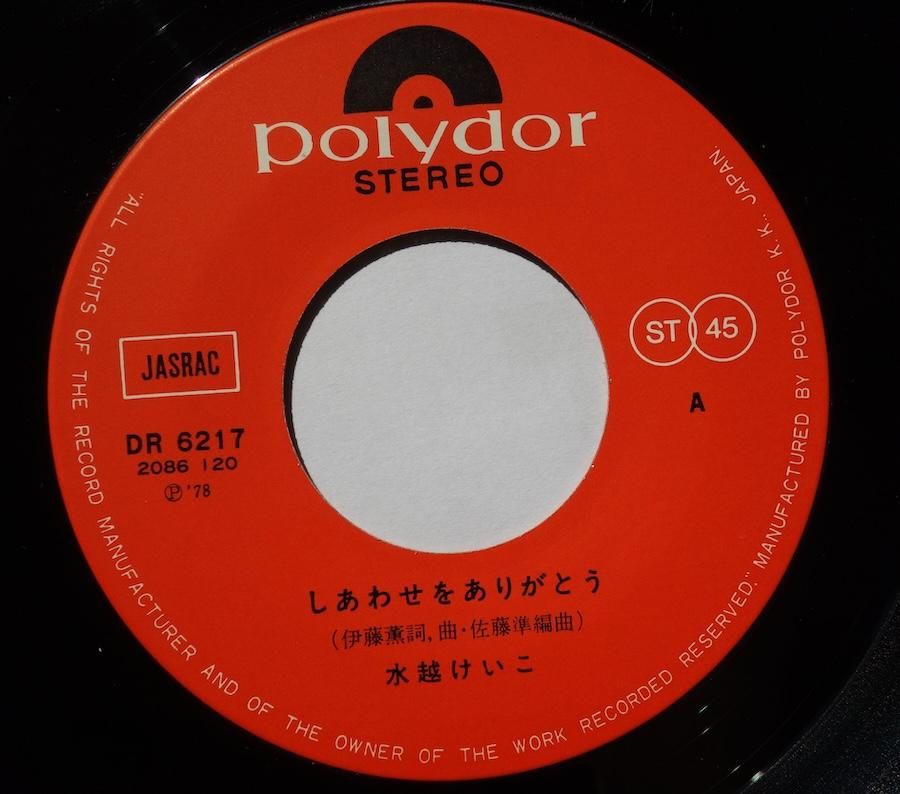 polydor
STEREO
JASRAC
ST 45
A
DR 6217
2086 120
Ⓟ '78
しあわせをありがとう
(伊藤薫詞,曲・佐藤準編曲)
水越けいこ
"ALL RIGHTS OF THE RECORD MANUFACTURER AND OF THE OWNER OF THE WORK RECORDED RESERVED." MANUFACTURED BY POLYDOR K. K., JAPAN.